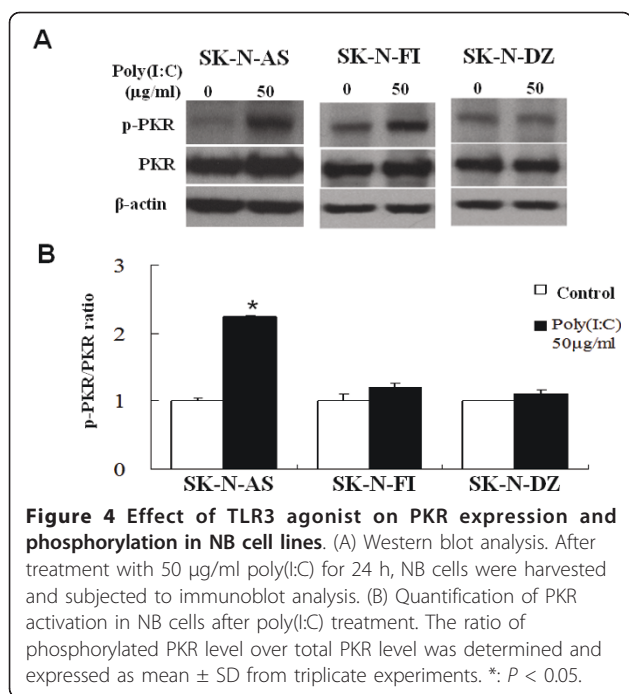 A
SK-N-AS SK-N-FI SK-N-DZ
Poly(I:C)
(µg/ml) 0 50 0 50 0 50
p-PKR
PKR
β-actin
B
p-PKR/PKR ratio
3
2
1
0
*
Control
Poly(I:C)
50µg/ml
SK-N-AS SK-N-FI SK-N-DZ
Figure 4 Effect of TLR3 agonist on PKR expression and
phosphorylation in NB cell lines. (A) Western blot analysis. After
treatment with 50 µg/ml poly(I:C) for 24 h, NB cells were harvested
and subjected to immunoblot analysis. (B) Quantification of PKR
activation in NB cells after poly(I:C) treatment. The ratio of
phosphorylated PKR level over total PKR level was determined and
expressed as mean ± SD from triplicate experiments. *: P < 0.05.